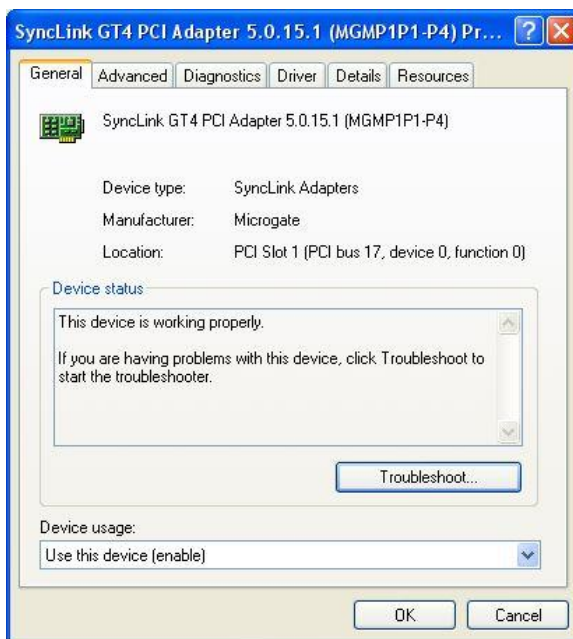 SyncLink GT4 PCI Adapter 5.0.15.1 (MGMP1P1-P4) Pr...
General Advanced Diagnostics Driver Details Resources
SyncLink GT4 PCI Adapter 5.0.15.1 (MGMP1P1-P4)
Device type: SyncLink Adapters
Manufacturer: Microgate
Location: PCI Slot 1 (PCI bus 17, device 0, function 0)
Device status
This device is working properly.
If you are having problems with this device, click Troubleshoot to
start the troubleshooter.
Troubleshoot...
Device usage:
Use this device (enable)
OK Cancel